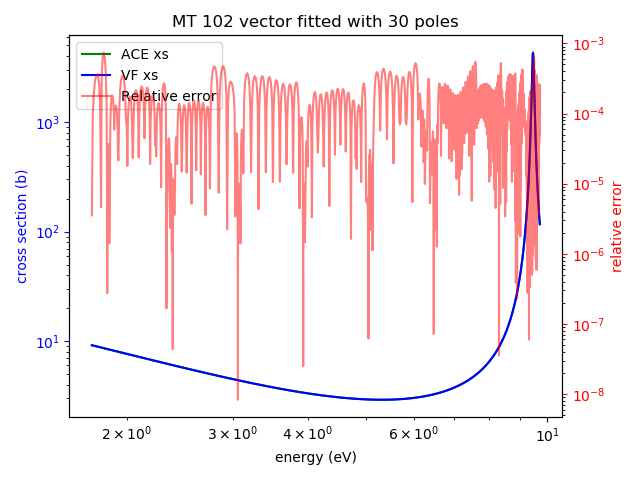 MT 102 vector fitted with 30 poles
ACE xs
VF xs
Relative error
cross section (b)
10³
10²
10¹
10⁻³
10⁻⁴
10⁻⁵
10⁻⁶
10⁻⁷
10⁻⁸
relative error
2 × 10⁰ 3 × 10⁰ 4 × 10⁰ 6 × 10⁰ 10¹
energy (eV)